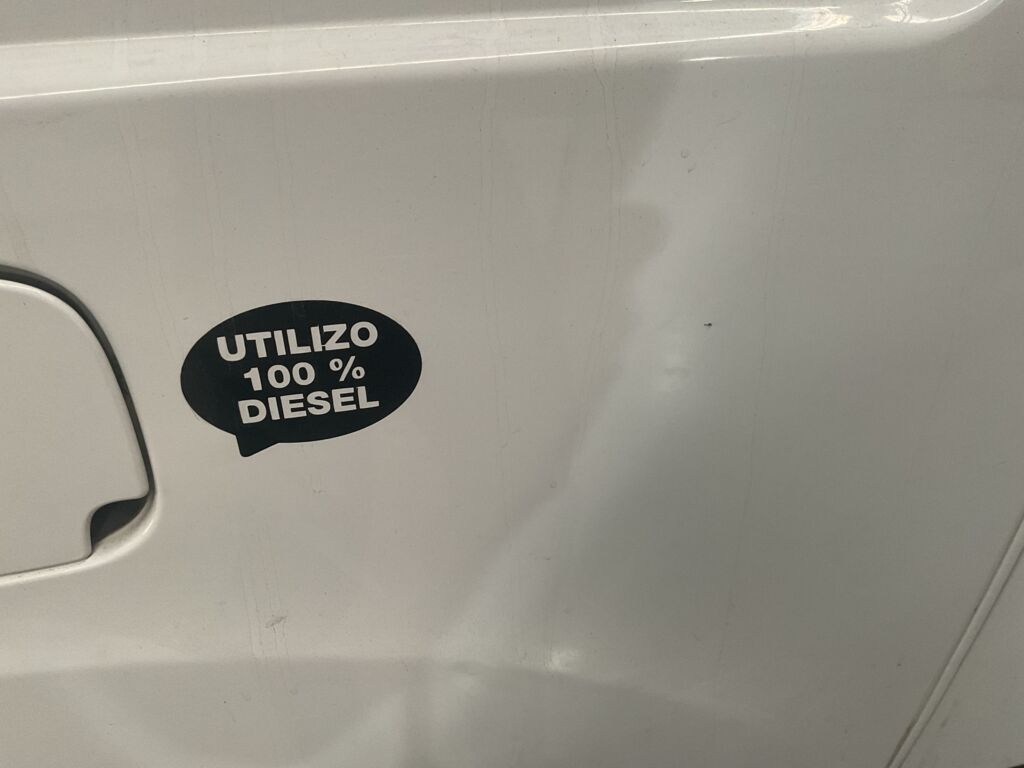 UTILIZO
100 %
DIESEL